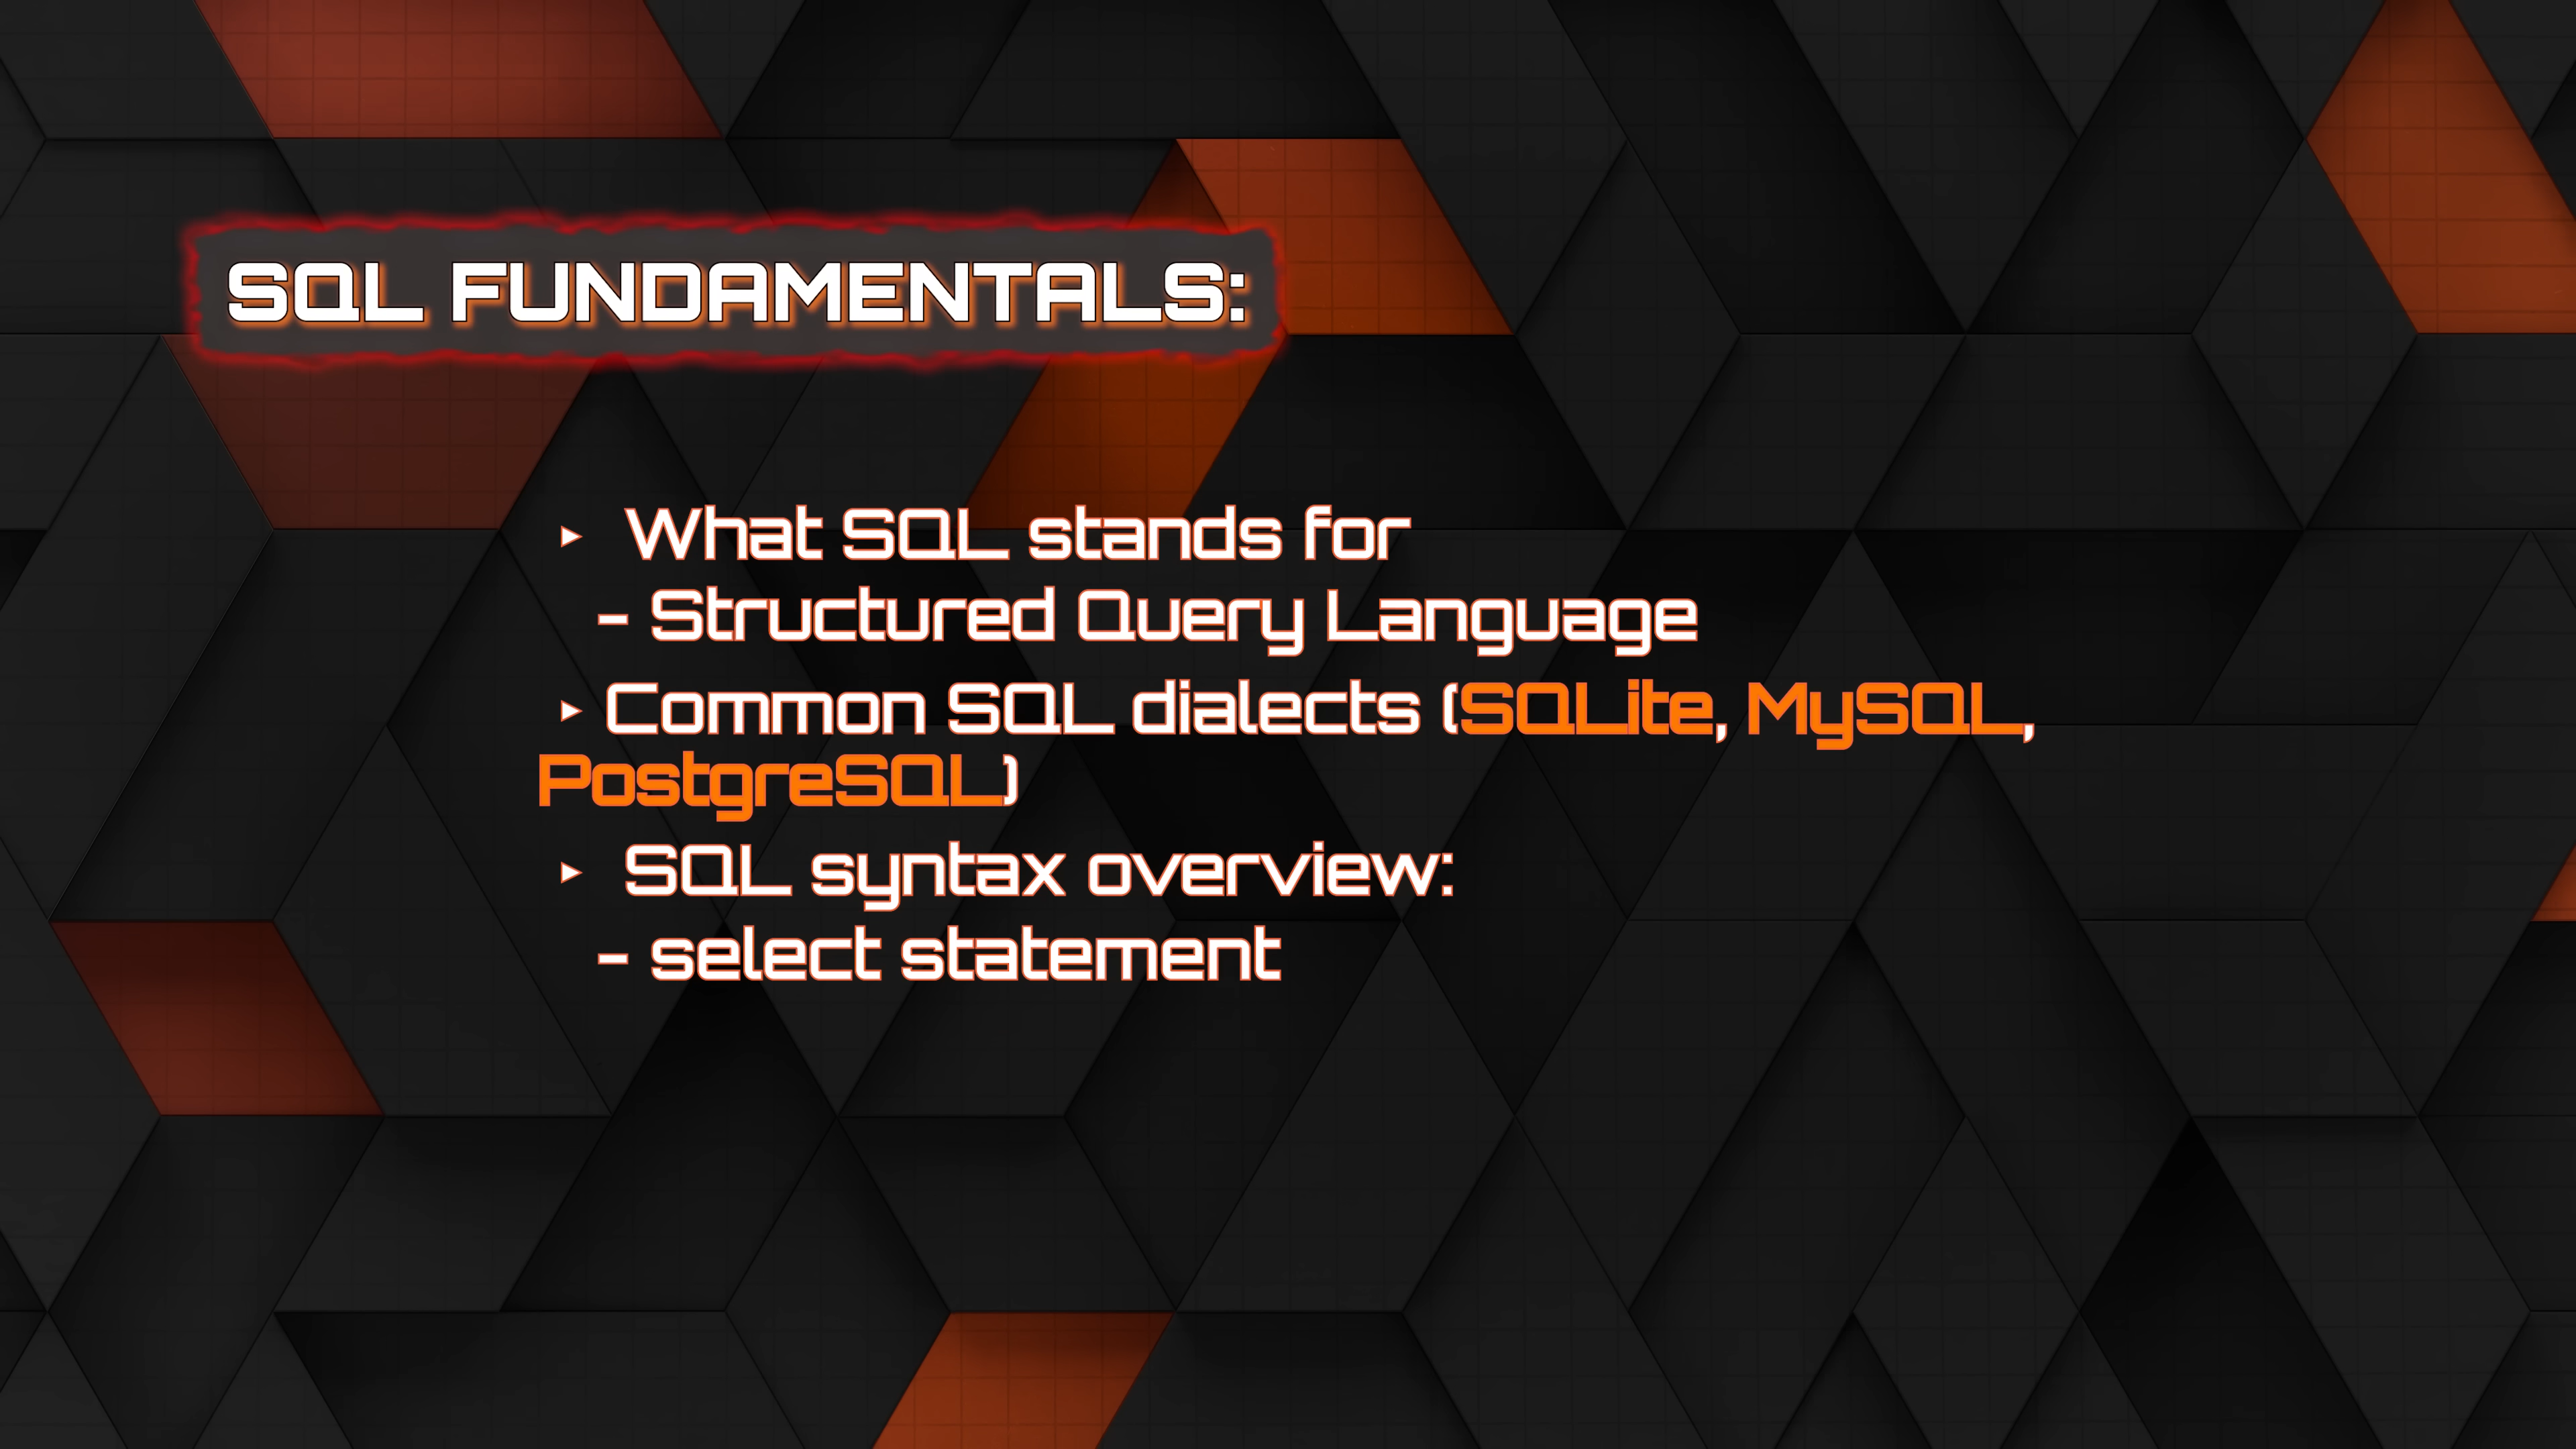 SQL FUNDAMENTALS:
▸ What SQL stands for
- Structured Query Language
▸ Common SQL dialects (SQLite, MySQL,
PostgreSQL)
▸ SQL syntax overview:
- select statement